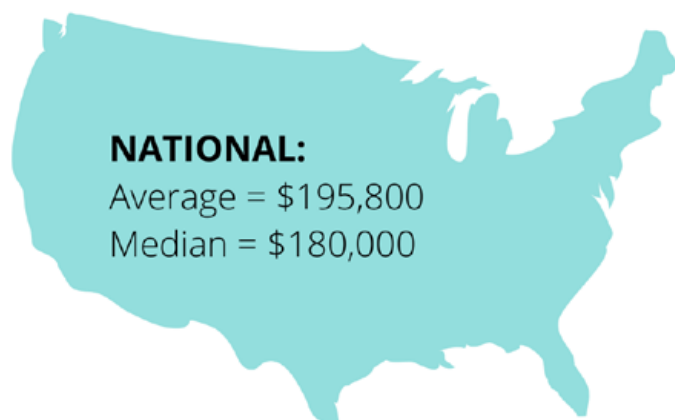 NATIONAL:
Average = $195,800
Median = $180,000